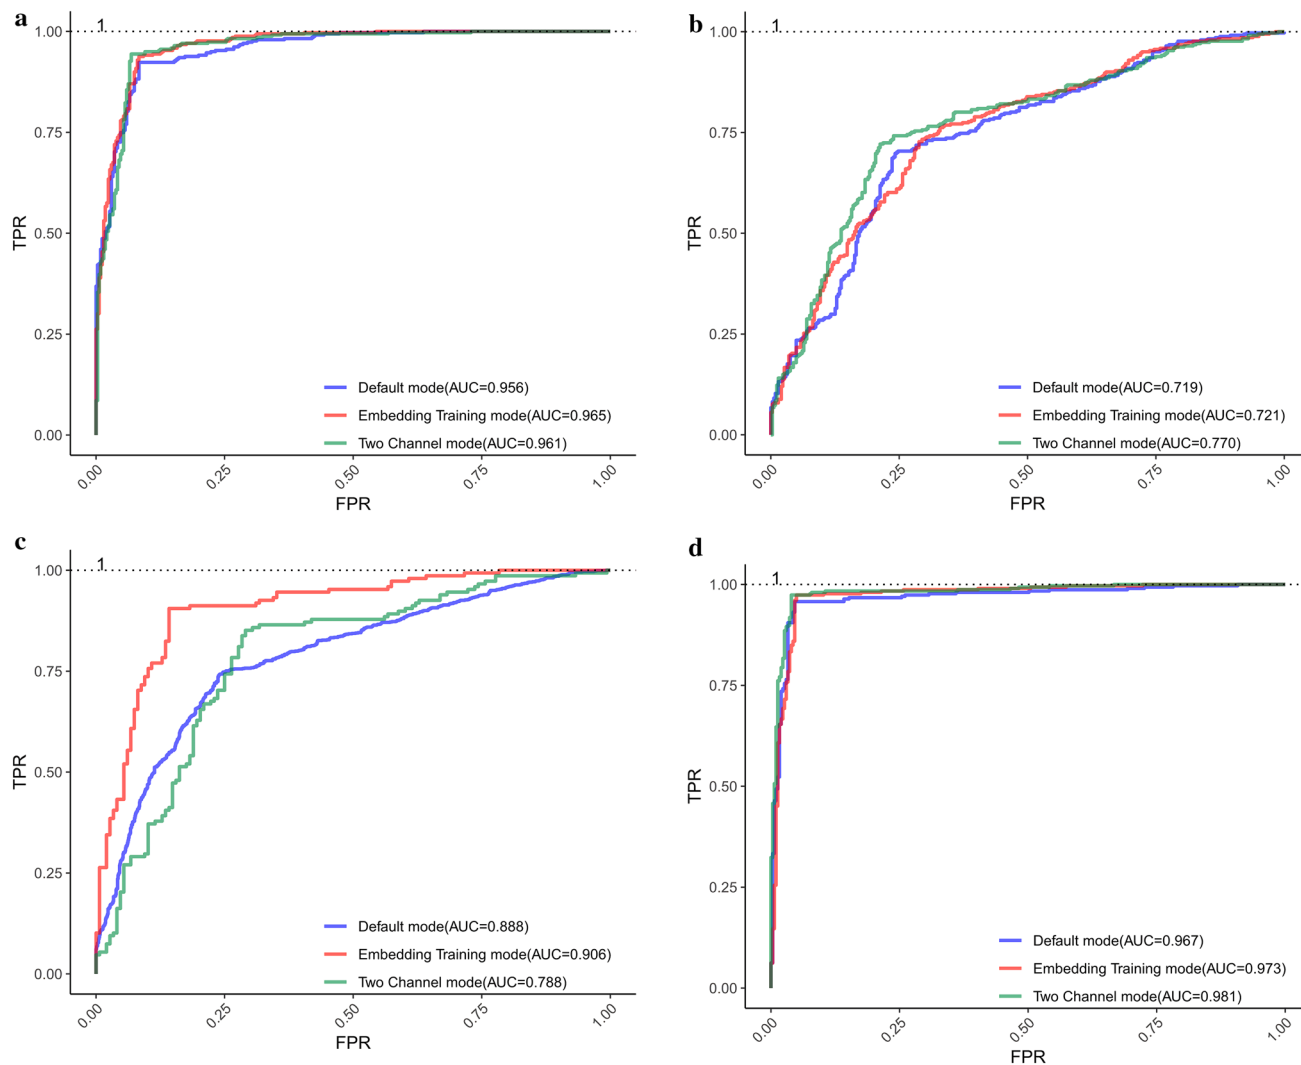 a
1
1.00
0.75
0.50
0.25
0.00
TPR
Default mode(AUC=0.956)
Embedding Training mode(AUC=0.965)
Two Channel mode(AUC=0.961)
0.00 0.25 0.50 0.75 1.00
FPR
b
1
1.00
0.75
0.50
0.25
0.00
TPR
Default mode(AUC=0.719)
Embedding Training mode(AUC=0.721)
Two Channel mode(AUC=0.770)
0.00 0.25 0.50 0.75 1.00
FPR
c
1
1.00
0.75
0.50
0.25
0.00
TPR
Default mode(AUC=0.888)
Embedding Training mode(AUC=0.906)
Two Channel mode(AUC=0.788)
0.00 0.25 0.50 0.75 1.00
FPR
d
1
1.00
0.75
0.50
0.25
0.00
TPR
Default mode(AUC=0.967)
Embedding Training mode(AUC=0.973)
Two Channel mode(AUC=0.981)
0.00 0.25 0.50 0.75 1.00
FPR